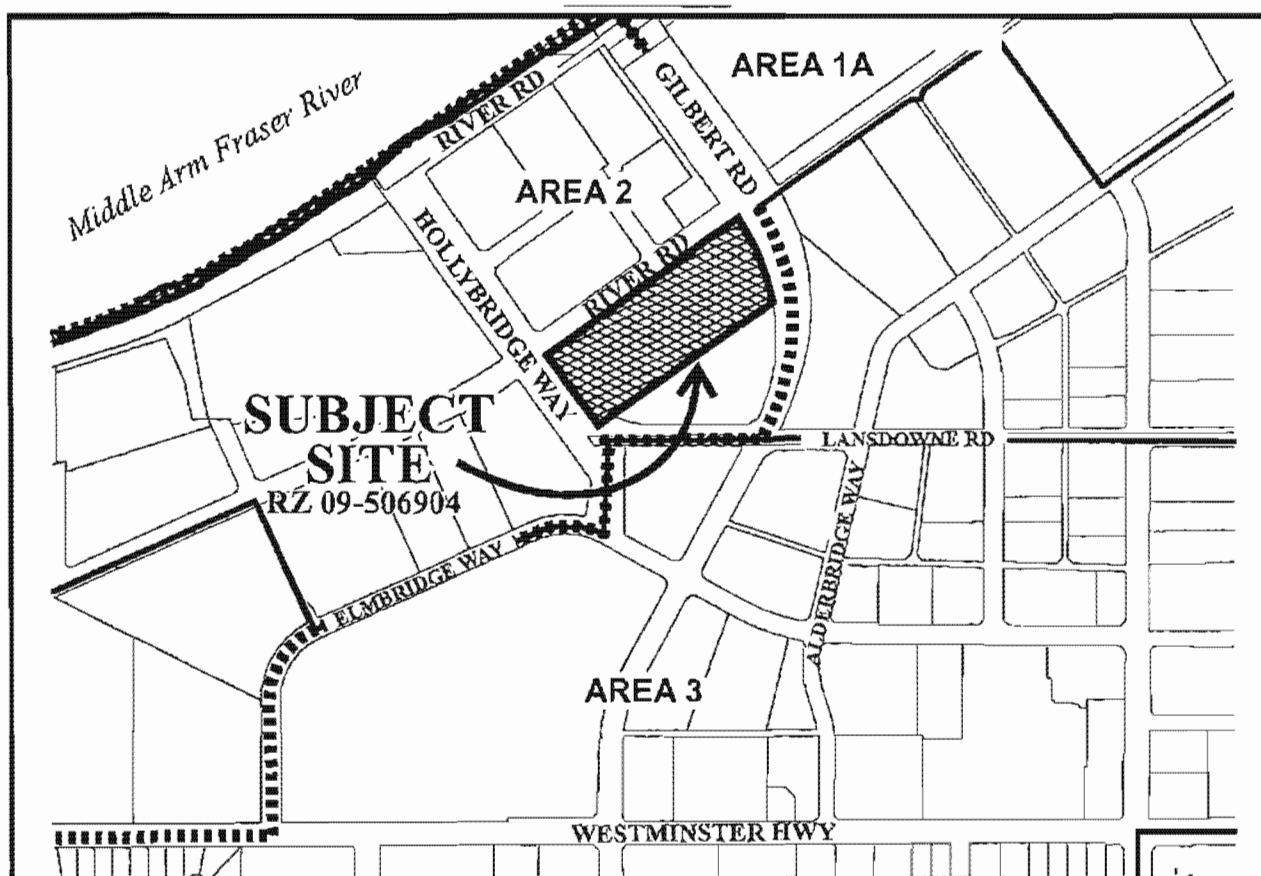 AREA 1A
Middle Arm Fraser River
RIVER RD
GILBERT RD
AREA 2
HOLLYBRIDGE WAY
RIVER RD
SUBJECT
SITE
RZ 09-506904
LANSDOWNE RD
ELMBRIDGE WAY
ALDERBRIDGE WAY
AREA 3
WESTMINSTER HWY